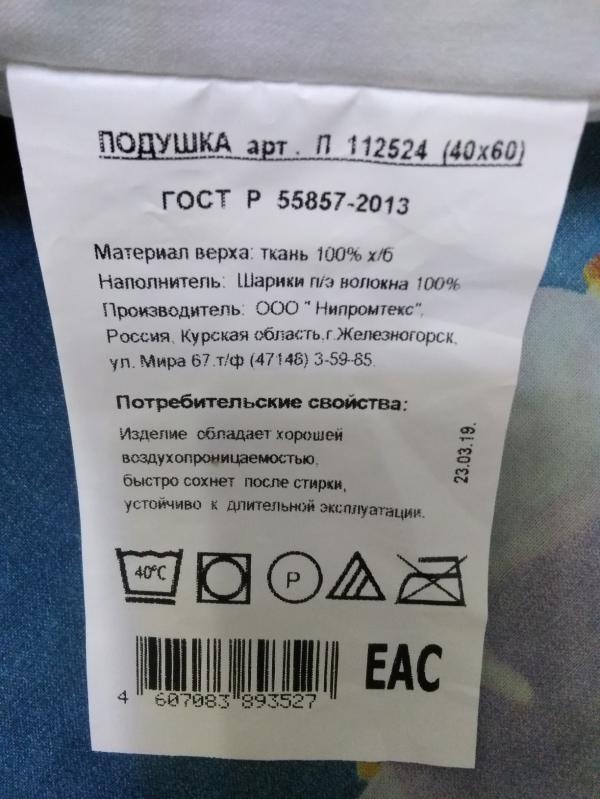 ПОДУШКА арт. П 112524 (40х60)
ГОСТ Р 55857-2013
Материал верха: ткань 100% х/б
Наполнитель: Шарики п/э волокна 100%
Производитель: ООО " Нипромтекс",
Россия, Курская область,г.Железногорск,
ул. Мира 67.т/ф (47148) 3-59-85.
Потребительские свойства:
Изделие обладает хорошей
воздухопроницаемостью,
быстро сохнет после стирки,
устойчиво к длительной эксплуатации.
23.03.19.
40°C
P
EAC
4 607083 893527